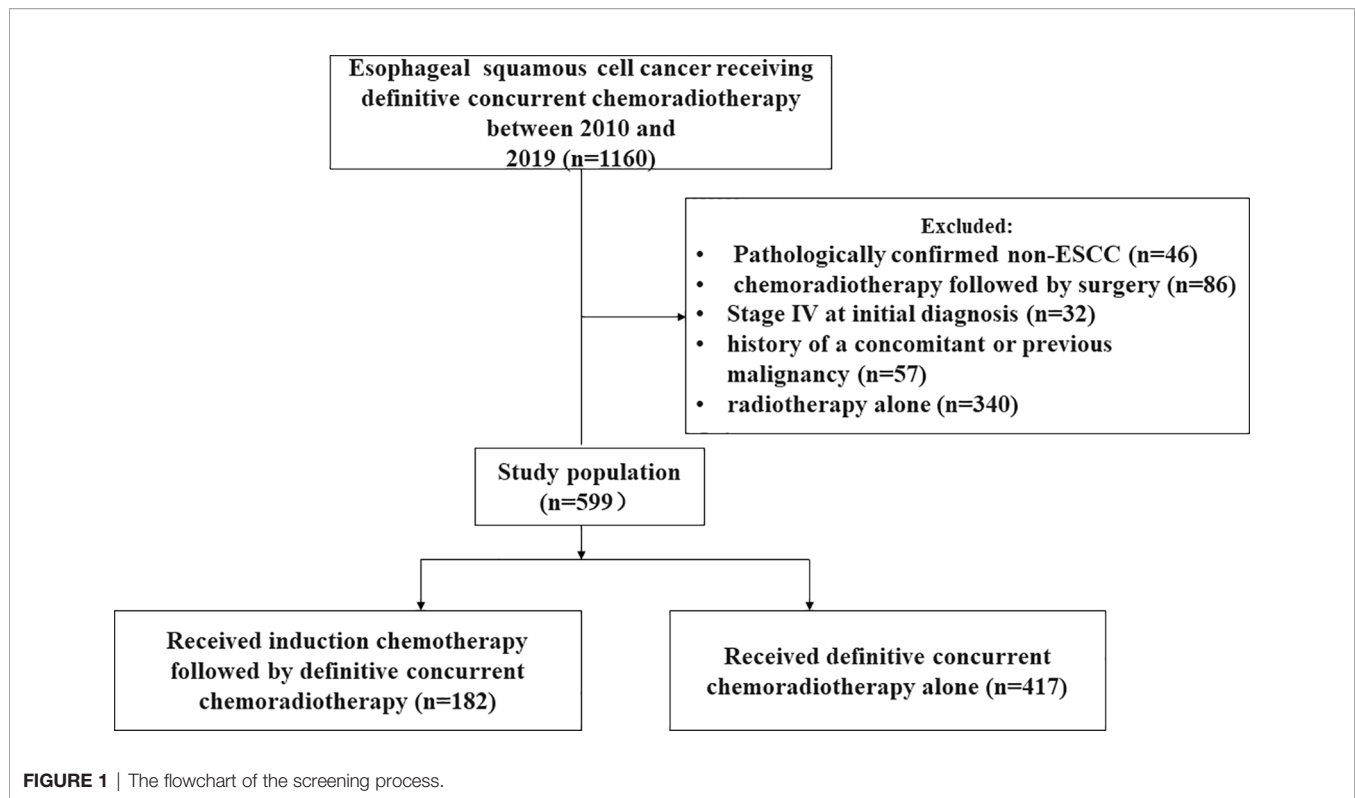 Esophageal squamous cell cancer receiving
definitive concurrent chemoradiotherapy
between 2010 and
2019 (n=1160)
Excluded:
• Pathologically confirmed non-ESCC (n=46)
• chemoradiotherapy followed by surgery (n=86)
• Stage IV at initial diagnosis (n=32)
• history of a concomitant or previous
malignancy (n=57)
• radiotherapy alone (n=340)
Study population
(n=599）
Received induction chemotherapy
followed by definitive concurrent
chemoradiotherapy (n=182)
Received definitive concurrent
chemoradiotherapy alone (n=417)
FIGURE 1 | The flowchart of the screening process.